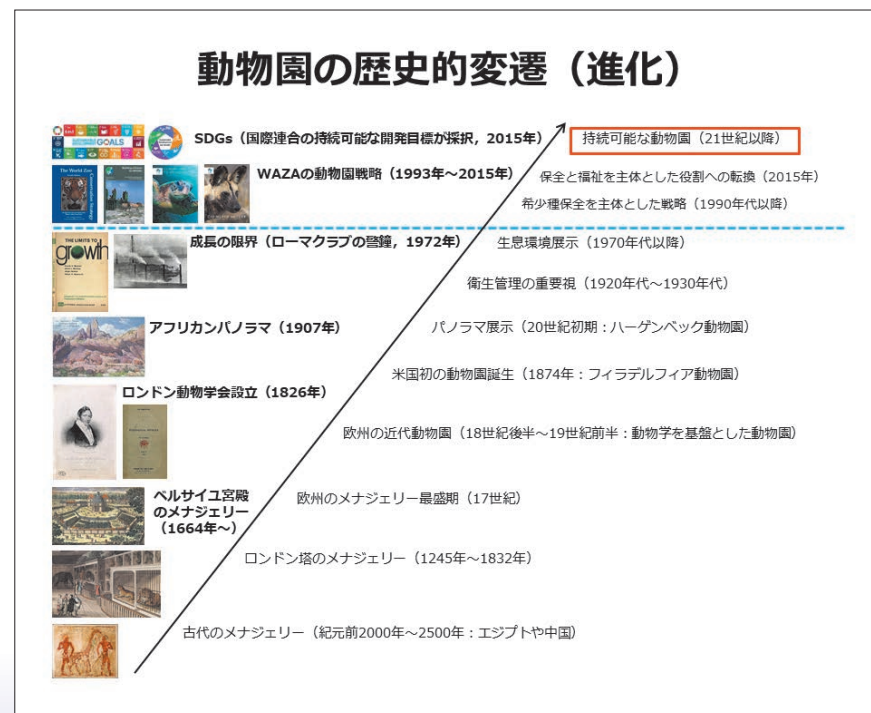 動物園の歴史的変遷（進化）
GOALS
SDGs（国際連合の持続可能な開発目標が採択，2015年）
持続可能な動物園（21世紀以降）
The World Zoo
Conservation Strategy
WAZAの動物園戦略（1993年～2015年）
保全と福祉を主体とした役割への転換（2015年）
希少種保全を主体とした戦略（1990年代以降）
THE LIMITS TO
growth
成長の限界（ローマクラブの警鐘，1972年）
生息環境展示（1970年代以降）
衛生管理の重要視（1920年代～1930年代）
アフリカンパノラマ（1907年）
パノラマ展示（20世紀初期：ハーゲンベック動物園）
米国初の動物園誕生（1874年：フィラデルフィア動物園）
ロンドン動物学会設立（1826年）
欧州の近代動物園（18世紀後半～19世紀前半：動物学を基盤とした動物園）
ベルサイユ宮殿
のメナジェリー
（1664年～）
欧州のメナジェリー最盛期（17世紀）
ロンドン塔のメナジェリー（1245年～1832年）
古代のメナジェリー（紀元前2000年～2500年：エジプトや中国）